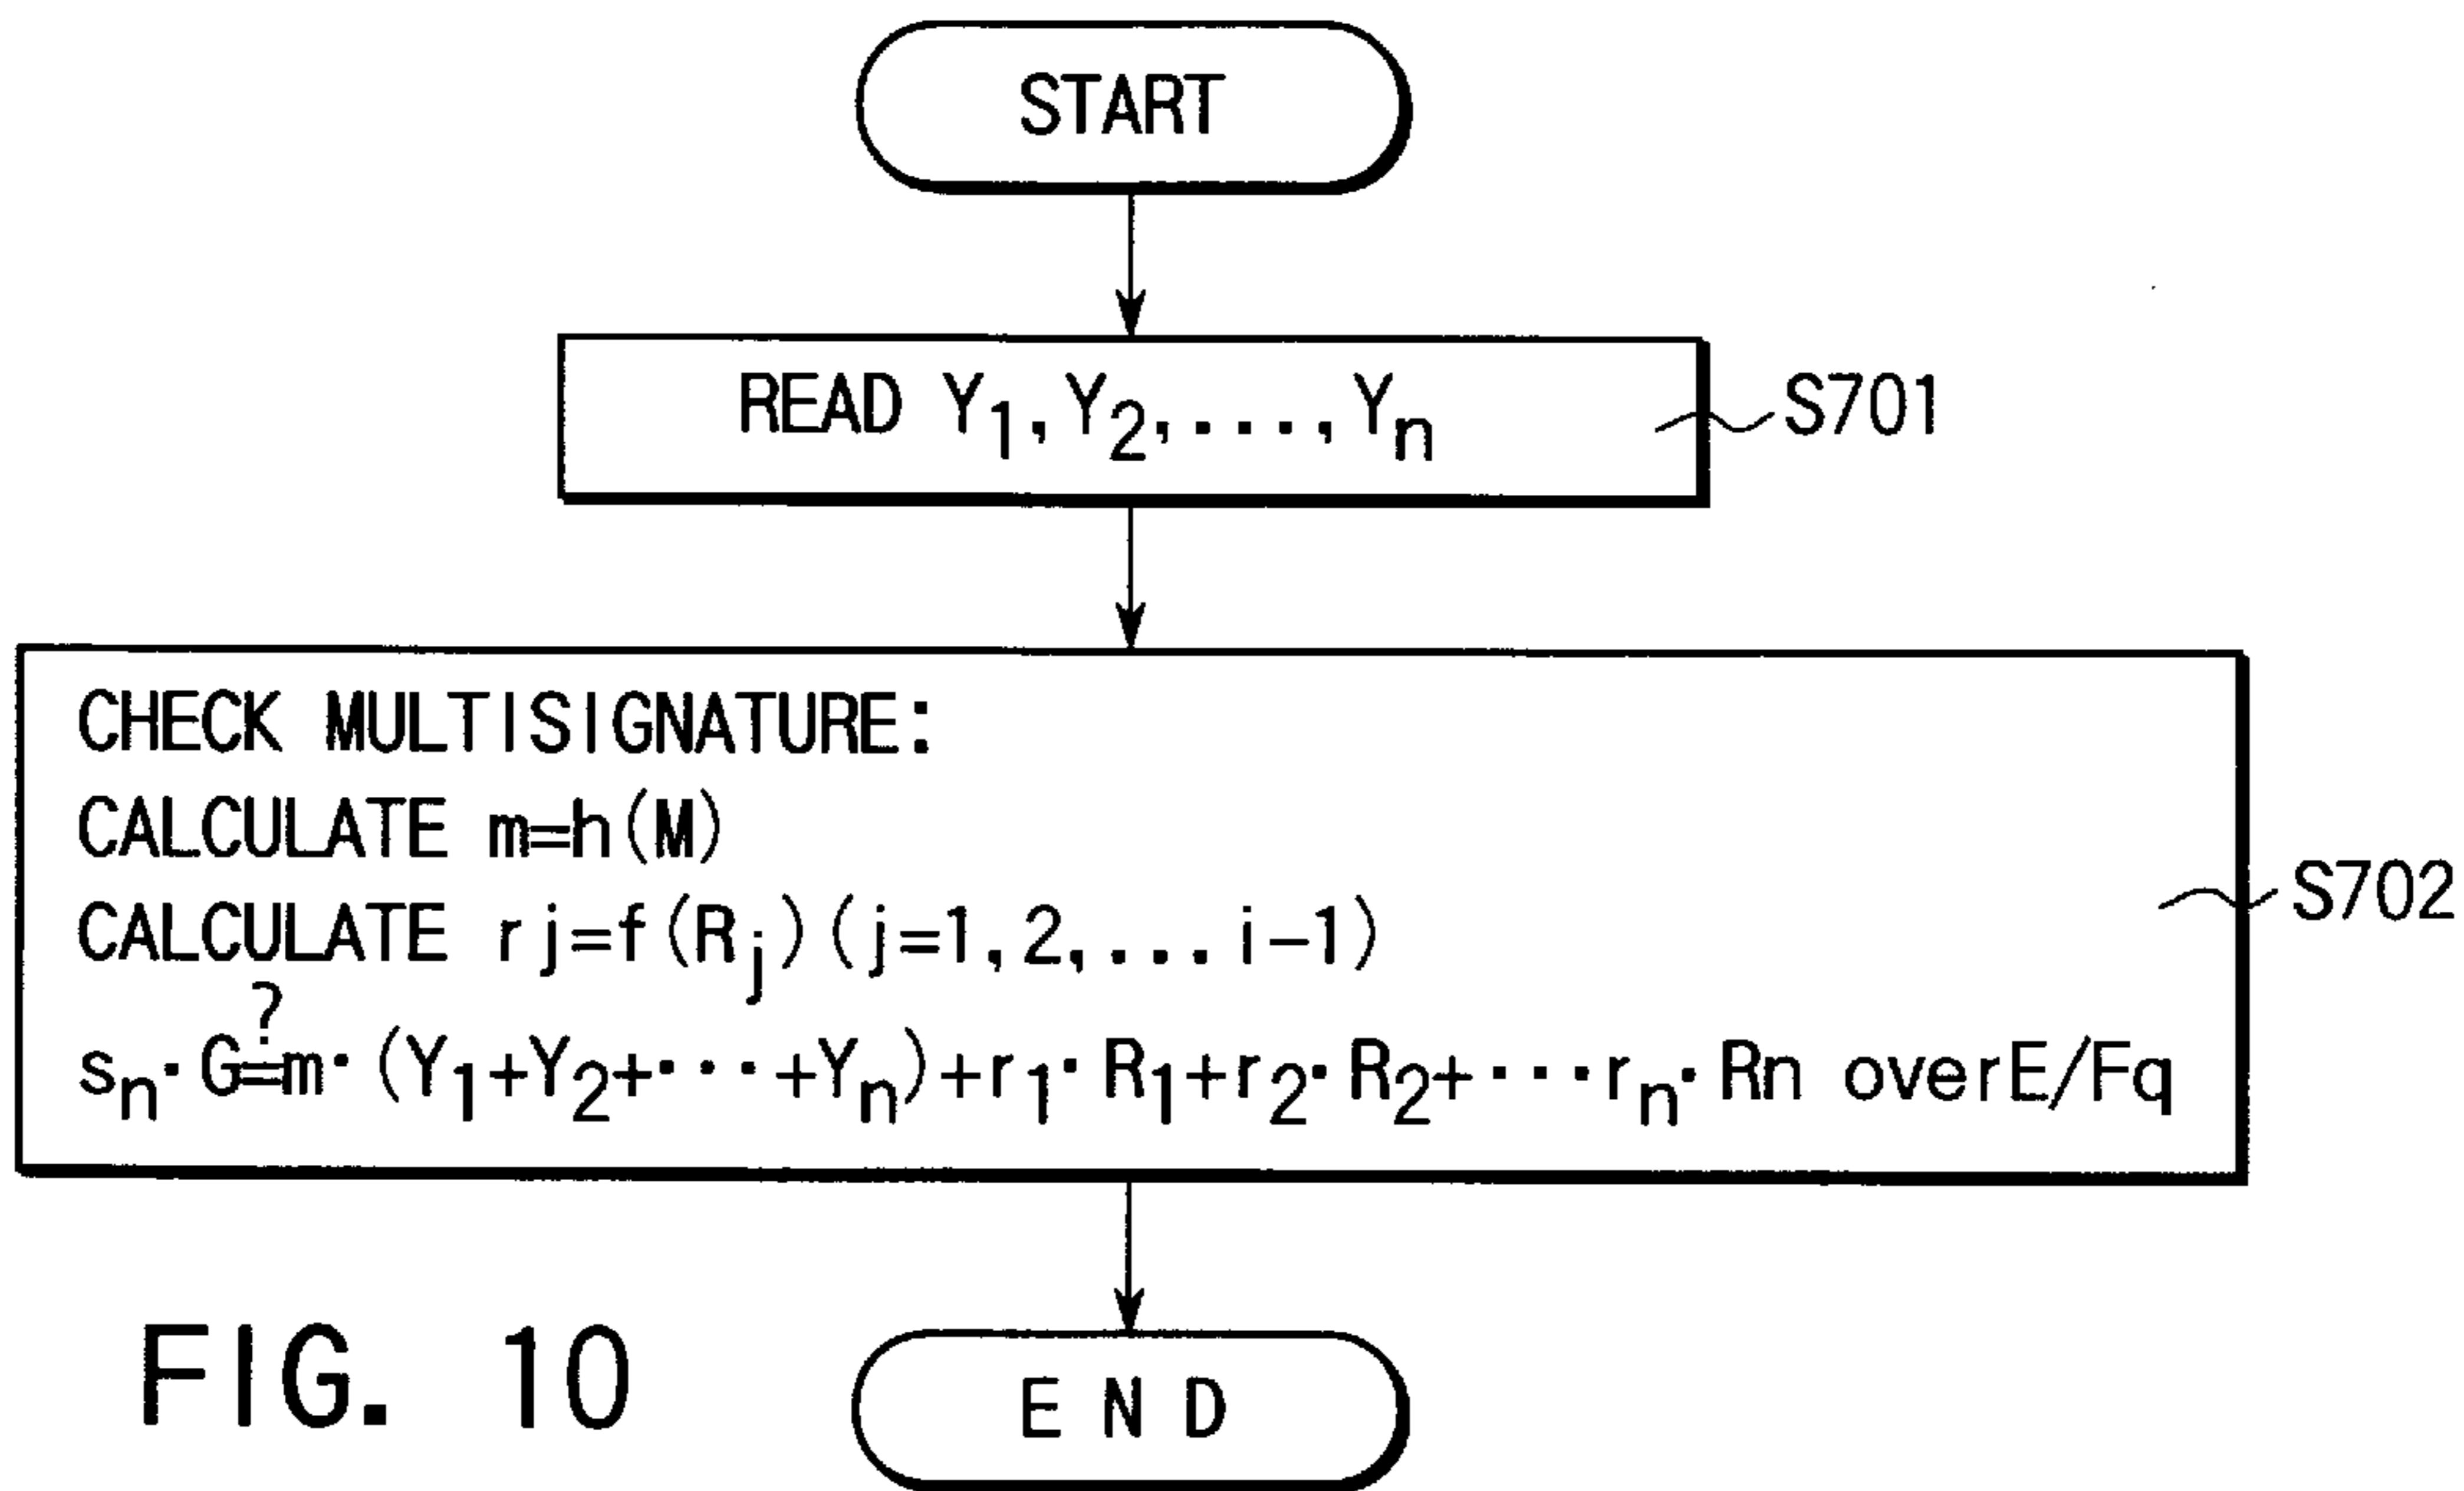 START
READ Y₁,Y₂,....,Yₙ
S701
CHECK MULTISIGNATURE:
CALCULATE m=h(M)
CALCULATE rj=f(Rⱼ)(j=1,2,...i-1)
S702
?
sₙ·G=m·(Y₁+Y₂+···+Yₙ)+r₁·R₁+r₂·R₂+···rₙ·Rn overE/Fq
END
FIG. 10